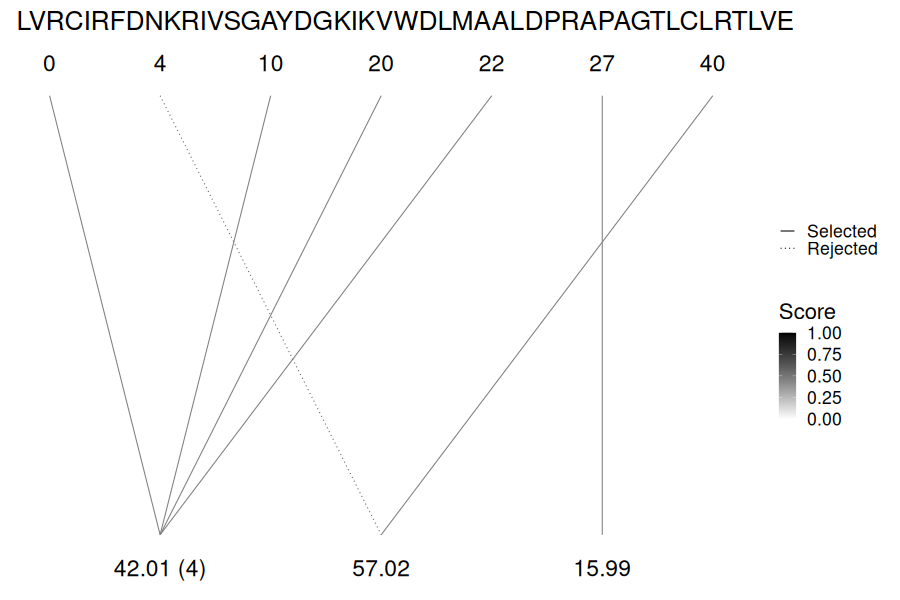 LVRCIRFDNKRIVSGAYDGKIKVWDLMAALDPRAPAGTLCLRTLVE
0 4 10 20 22 27 40
Selected
Rejected
Score
1.00
0.75
0.50
0.25
0.00
42.01 (4) 57.02 15.99